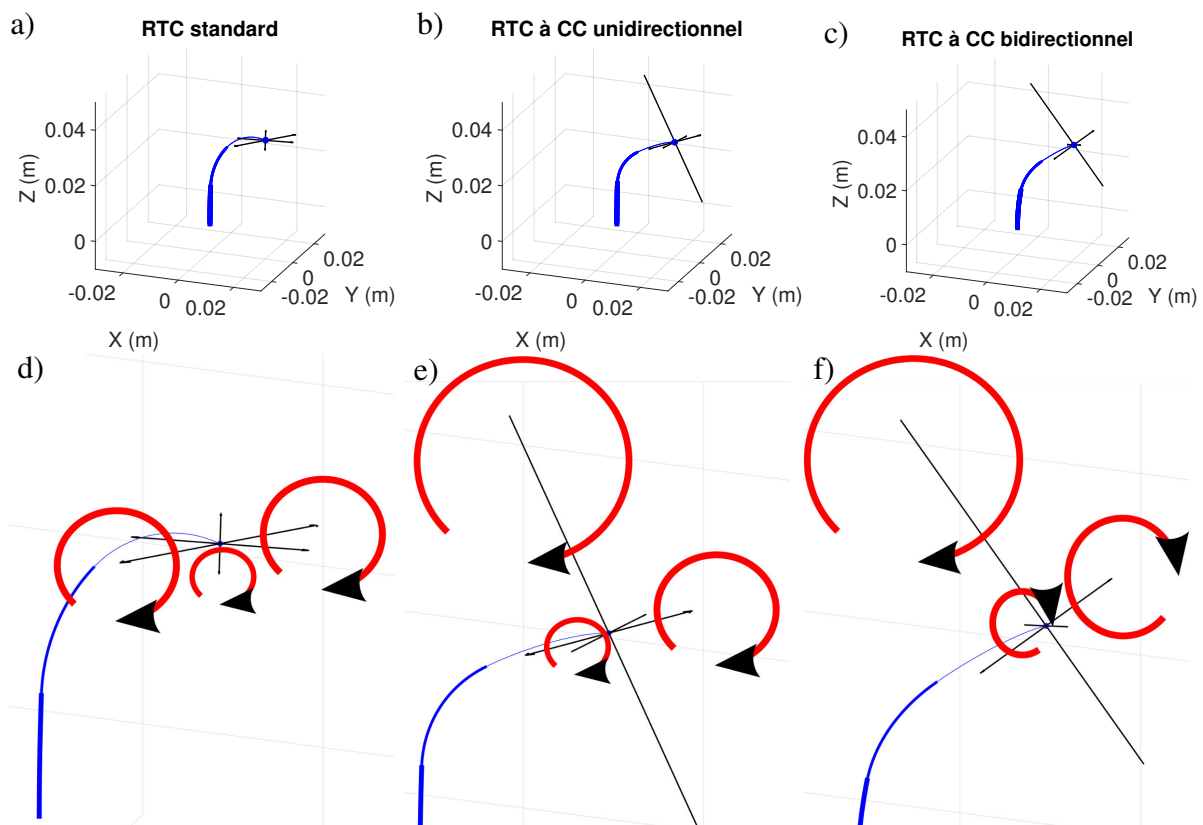 a)
RTC standard
0.04
0.02
0
Z (m)
-0.02
0
0.02
X (m)
-0.02
0
0.02
Y (m)
b)
RTC à CC unidirectionnel
0.04
0.02
0
Z (m)
-0.02
0
0.02
X (m)
-0.02
0
0.02
Y (m)
c)
RTC à CC bidirectionnel
0.04
0.02
0
Z (m)
-0.02
0
0.02
X (m)
-0.02
0
0.02
Y (m)
d)
e)
f)